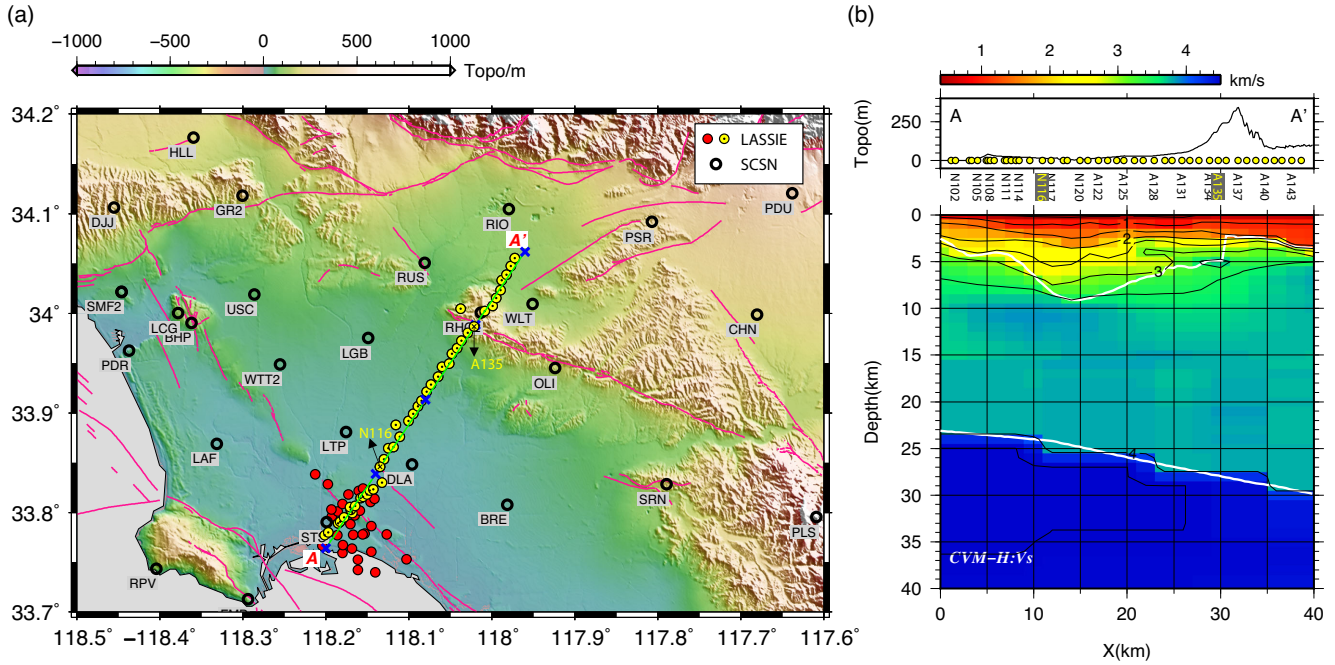 (a)
−1000 −500 0 500 1000
Topo/m
34.2°
34.1°
34°
33.9°
33.8°
33.7°
118.5° −118.4° 118.3° 118.2° 118.1° 118° 117.9° 117.8° 117.7° 117.6°
LASSIE
SCSN
HLL
GR2
DJJ
RIO
PDU
PSR
A'
RUS
SMF2
USC
LCG
BHP
WLT
CHN
PDR
LGB
A135
WTT2
OLI
N116
LTP
LAF
DLA
SRN
BRE
PLS
STS
A
RPV
(b)
1 2 3 4
km/s
Topo(m)
250
0
A A'
N102 N105 N108 N111 N114 N116 N117 N120 A122 A125 A128 A131 A134 A135 A137 A140 A143
Depth(km)
0
5
10
15
20
25
30
35
40
1
2
3
4
CVM−H:Vs
0 10 20 30 40
X(km)